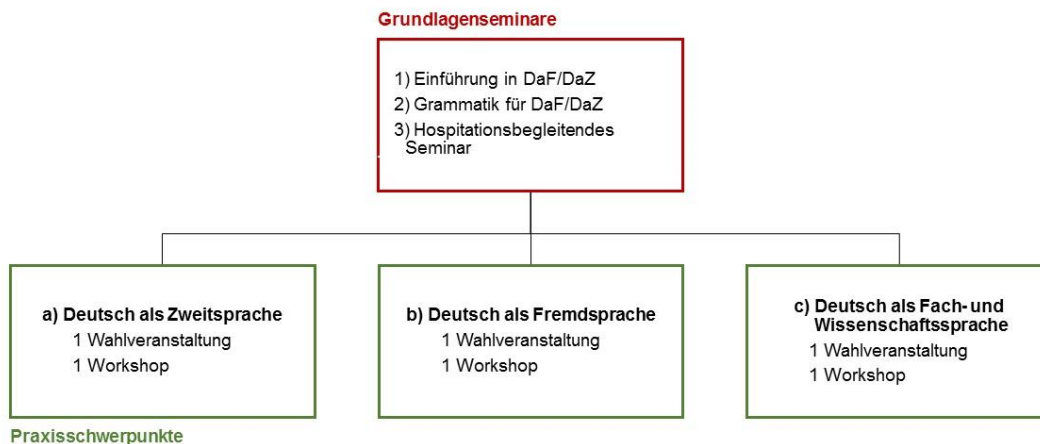 Grundlagenseminare
1) Einführung in DaF/DaZ
2) Grammatik für DaF/DaZ
3) Hospitationsbegleitendes
Seminar
a) Deutsch als Zweitsprache
1 Wahlveranstaltung
1 Workshop
b) Deutsch als Fremdsprache
1 Wahlveranstaltung
1 Workshop
c) Deutsch als Fach- und
Wissenschaftssprache
1 Wahlveranstaltung
1 Workshop
Praxisschwerpunkte